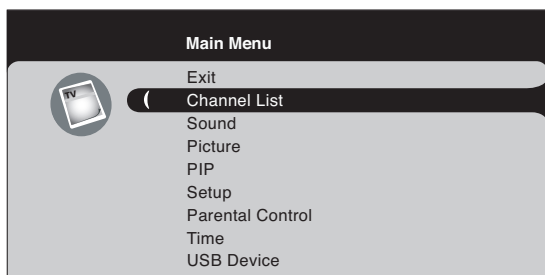 Main Menu
TV
Exit
Channel List
Sound
Picture
PIP
Setup
Parental Control
Time
USB Device